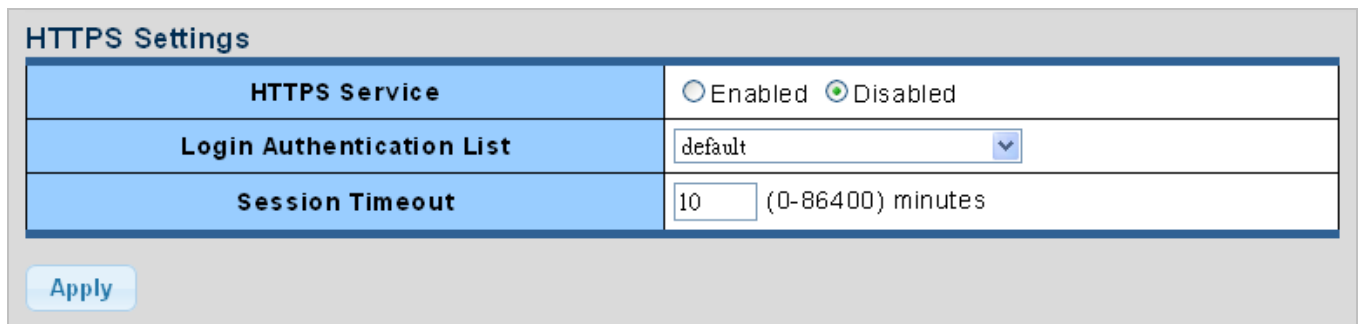 HTTPS Settings
HTTPS Service Enabled Disabled
Login Authentication List default
Session Timeout 10 (0-86400) minutes
Apply